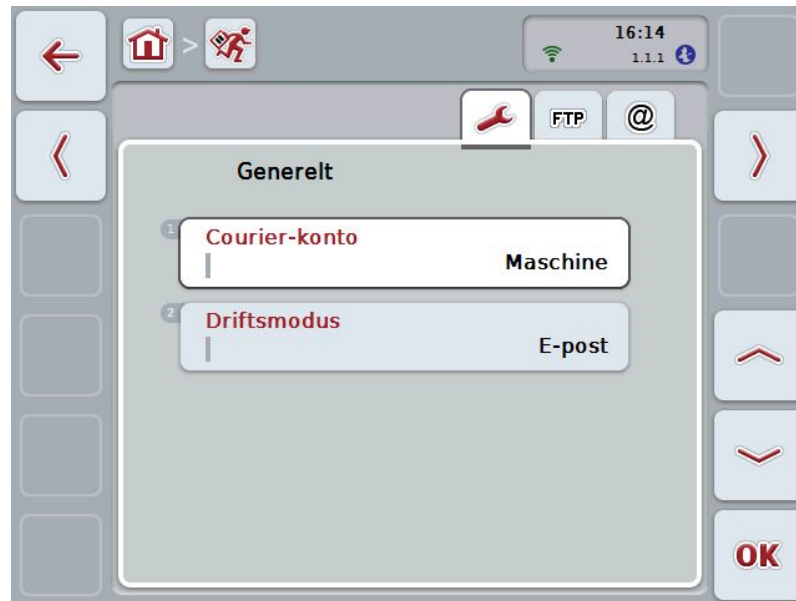 >
16:14
1.1.1
FTP
@
Generelt
1
Courier-konto
Maschine
2
Driftsmodus
E-post
OK